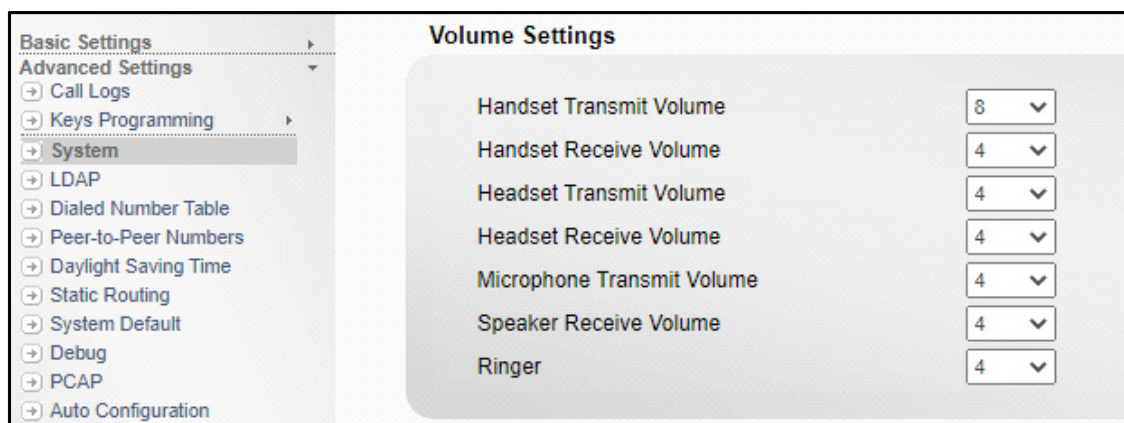 Basic Settings
Advanced Settings
Call Logs
Keys Programming
System
LDAP
Dialed Number Table
Peer-to-Peer Numbers
Daylight Saving Time
Static Routing
System Default
Debug
PCAP
Auto Configuration
Volume Settings
Handset Transmit Volume 8
Handset Receive Volume 4
Headset Transmit Volume 4
Headset Receive Volume 4
Microphone Transmit Volume 4
Speaker Receive Volume 4
Ringer 4